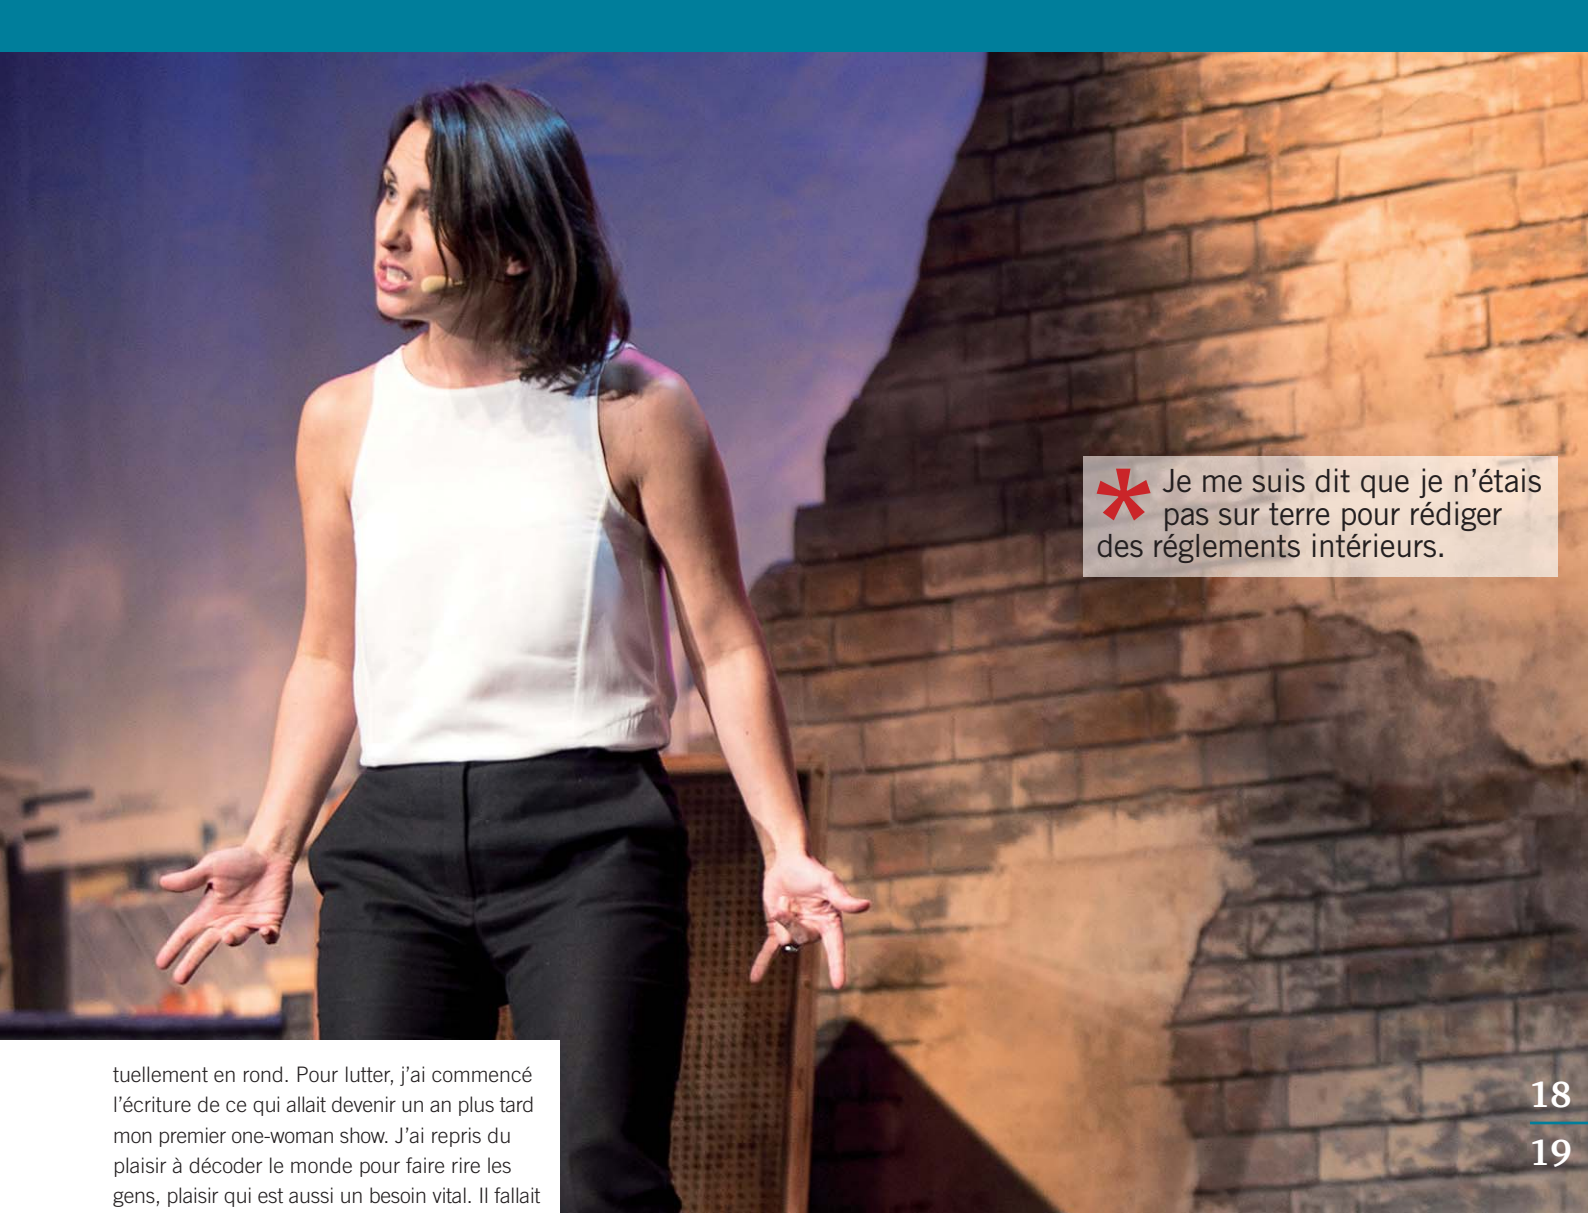 Je me suis dit que je n’étais
pas sur terre pour rédiger
des réglements intérieurs.
tuellement en rond. Pour lutter, j’ai commencé
l’écriture de ce qui allait devenir un an plus tard
mon premier one-woman show. J’ai repris du
plaisir à décoder le monde pour faire rire les
gens, plaisir qui est aussi un besoin vital. Il fallait
18
19